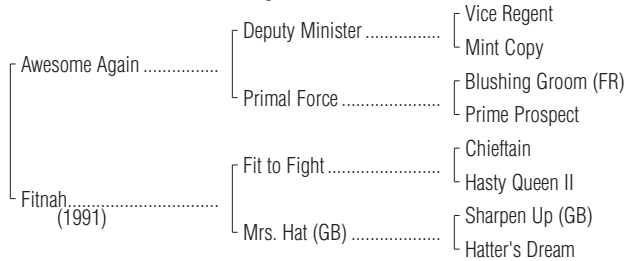 Vice Regent
Deputy Minister ................
Mint Copy
Awesome Again ................
Blushing Groom (FR)
Primal Force .....................
Prime Prospect
Chieftain
Fit to Fight ........................
Hasty Queen II
Fitnah................................
(1991)
Sharpen Up (GB)
Mrs. Hat (GB) ...................
Hatter's Dream